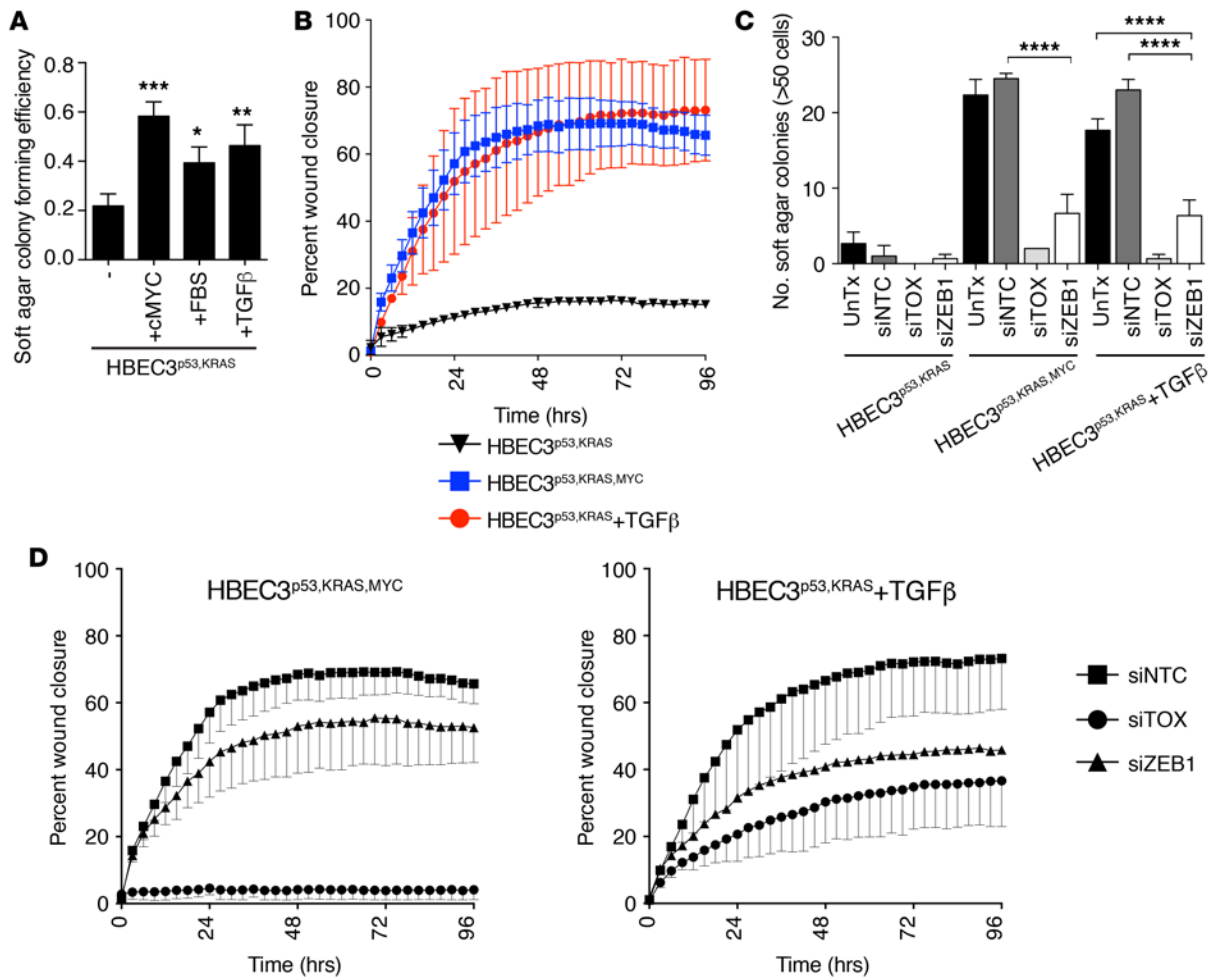 A
Soft agar colony forming efficiency
0.8
0.6
0.4
0.2
0.0
***
*
**
-
+cMYC
+FBS
+TGFβ
HBEC3p53,KRAS
B
Percent wound closure
100
80
60
40
20
0
0
24
48
72
96
Time (hrs)
HBEC3p53,KRAS
HBEC3p53,KRAS,MYC
HBEC3p53,KRAS+TGFβ
C
No. soft agar colonies (>50 cells)
30
20
10
0
****
****
****
UnTx
siNTC
siTOX
siZEB1
UnTx
siNTC
siTOX
siZEB1
UnTx
siNTC
siTOX
siZEB1
HBEC3p53,KRAS
HBEC3p53,KRAS,MYC
HBEC3p53,KRAS+TGFβ
D
HBEC3p53,KRAS,MYC
Percent wound closure
100
80
60
40
20
0
0
24
48
72
96
Time (hrs)
HBEC3p53,KRAS+TGFβ
Percent wound closure
100
80
60
40
20
0
0
24
48
72
96
Time (hrs)
siNTC
siTOX
siZEB1